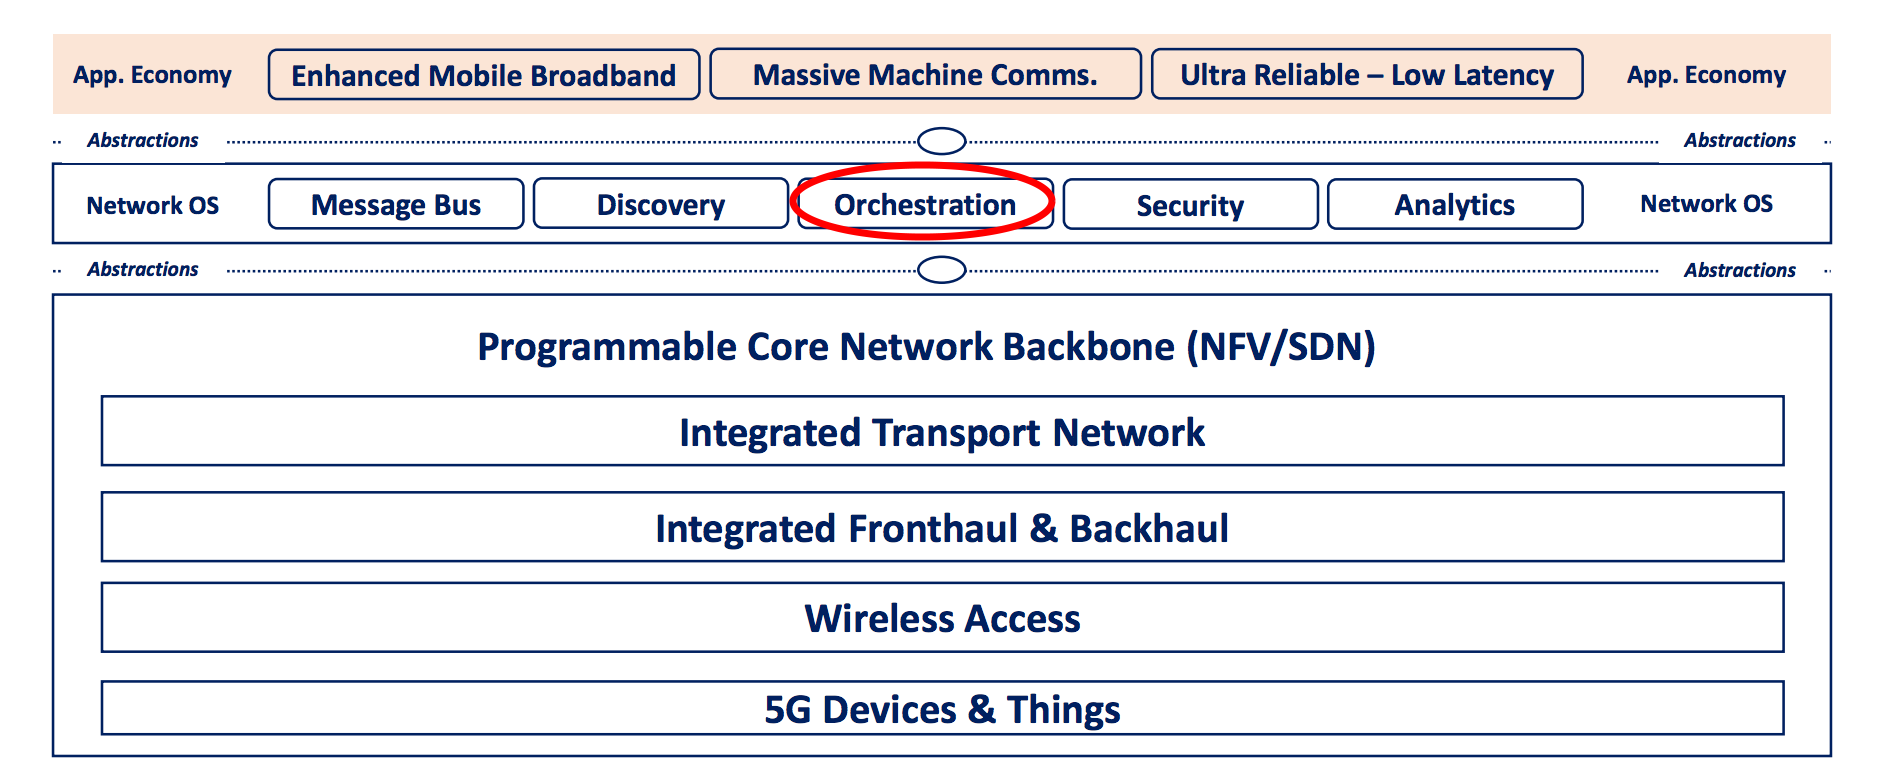 App. Economy Enhanced Mobile Broadband Massive Machine Comms. Ultra Reliable – Low Latency App. Economy
Abstractions Abstractions
Network OS Message Bus Discovery Orchestration Security Analytics Network OS
Abstractions Abstractions
Programmable Core Network Backbone (NFV/SDN)
Integrated Transport Network
Integrated Fronthaul & Backhaul
Wireless Access
5G Devices & Things